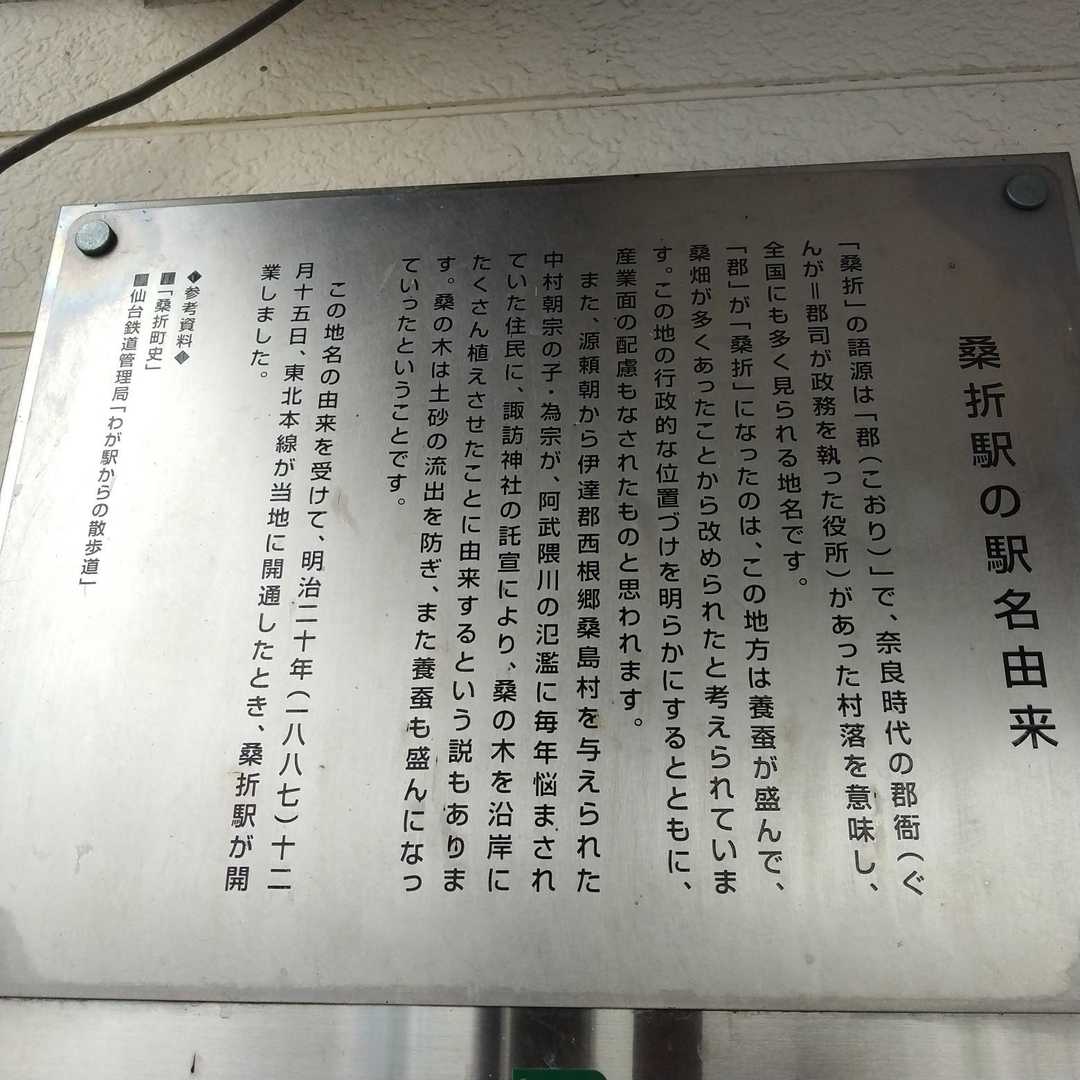 桑折駅の駅名由来
「桑折」の語源は「郡（こおり）」で、奈良時代の郡衙（ぐ
んが＝郡司が政務を執った役所）があった村落を意味し、
全国にも多く見られる地名です。
「郡」が「桑折」になったのは、この地方は養蚕が盛んで、
桑畑が多くあったことから改められたと考えられていま
す。この地の行政的な位置づけを明らかにするとともに、
産業面の配慮もなされたものと思われます。
また、源頼朝から伊達郡西根郷桑島村を与えられた
中村朝宗の子・為宗が、阿武隈川の氾濫に毎年悩まされ
ていた住民に、諏訪神社の託宣により、桑の木を沿岸に
たくさん植えさせたことに由来するという説もありま
す。桑の木は土砂の流出を防ぎ、また養蚕も盛んになっ
ていったということです。
この地名の由来を受けて、明治二十年（一八八七）十二
月十五日、東北本線が当地に開通したとき、桑折駅が開
業しました。
◆参考資料◆
■「桑折町史」
■仙台鉄道管理局「わが駅からの散歩道」